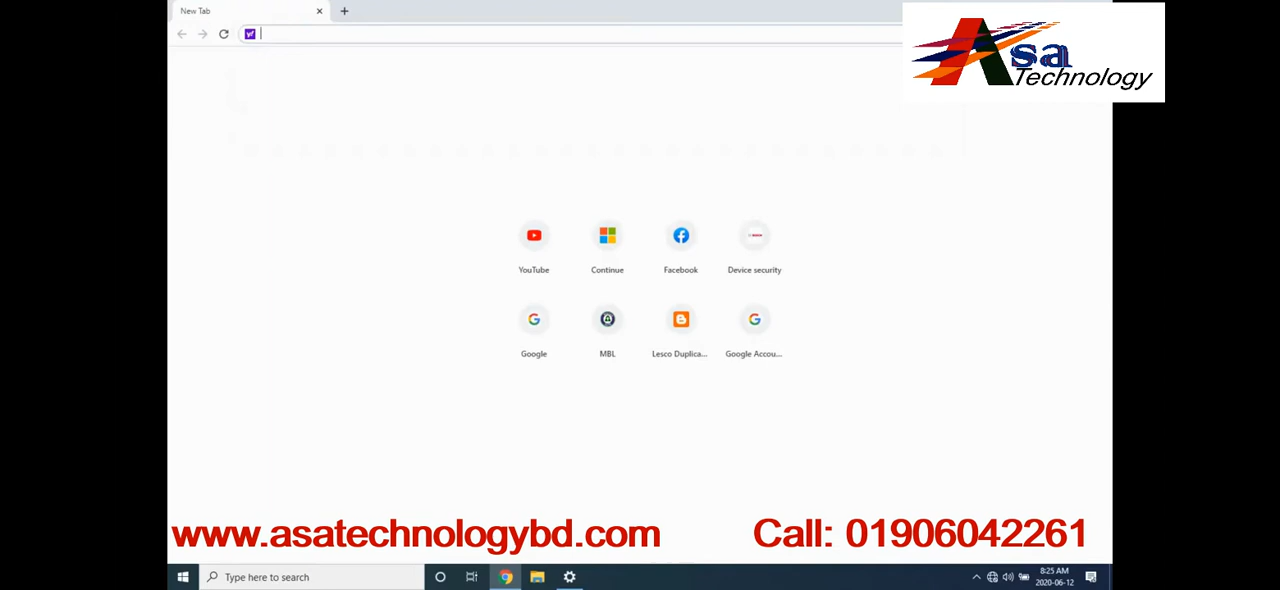 New Tab
Asa
Technology
YouTube
Continue
Facebook
Device security
Google
MBL
Lesco Duplica...
Google Accou...
www.asatechnologybd.com
Call: 01906042261
Type here to search
8:25 AM
2020-06-12